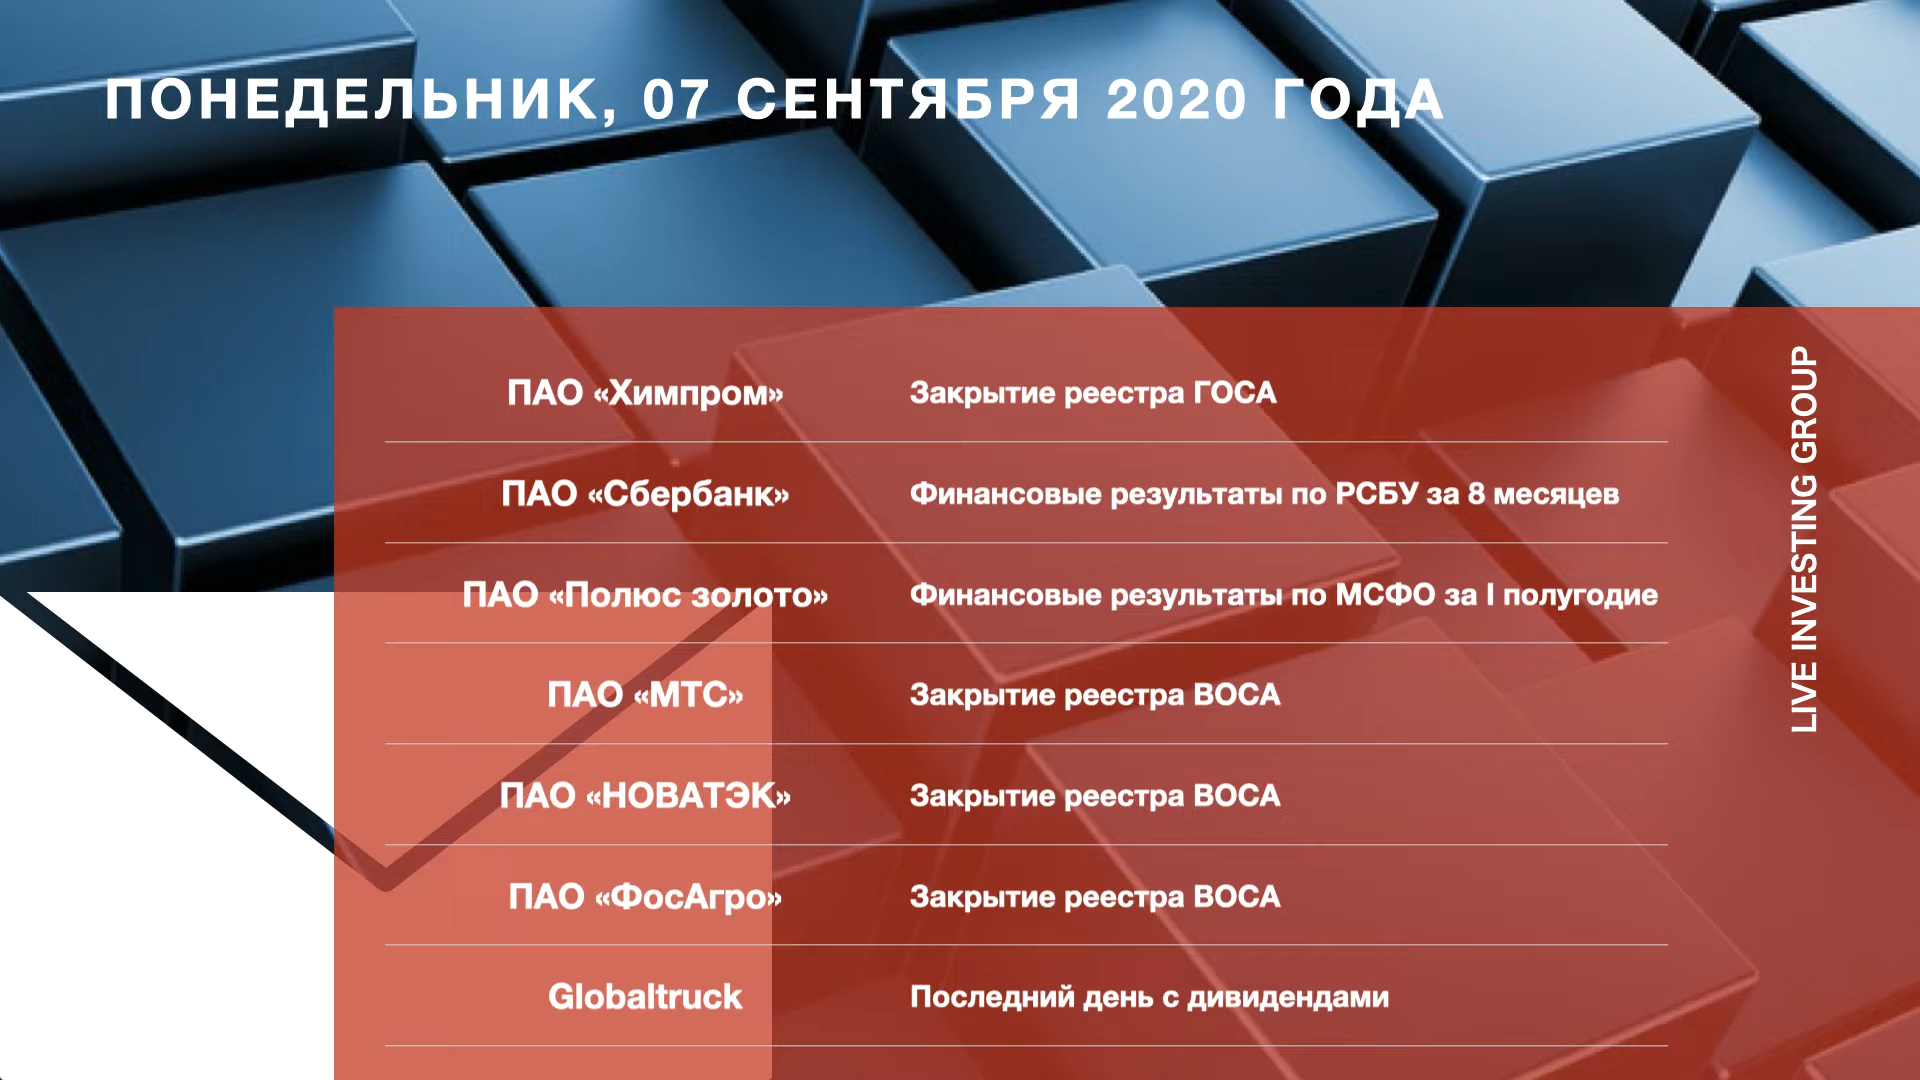 ПОНЕДЕЛЬНИК, 07 СЕНТЯБРЯ 2020 ГОДА
ПАО «Химпром» Закрытие реестра ГОСА
ПАО «Сбербанк» Финансовые результаты по РСБУ за 8 месяцев
ПАО «Полюс золото» Финансовые результаты по МСФО за I полугодие
ПАО «МТС» Закрытие реестра ВОСА
ПАО «НОВАТЭК» Закрытие реестра ВОСА
ПАО «ФосАгро» Закрытие реестра ВОСА
Globaltruck Последний день с дивидендами
LIVE INVESTING GROUP